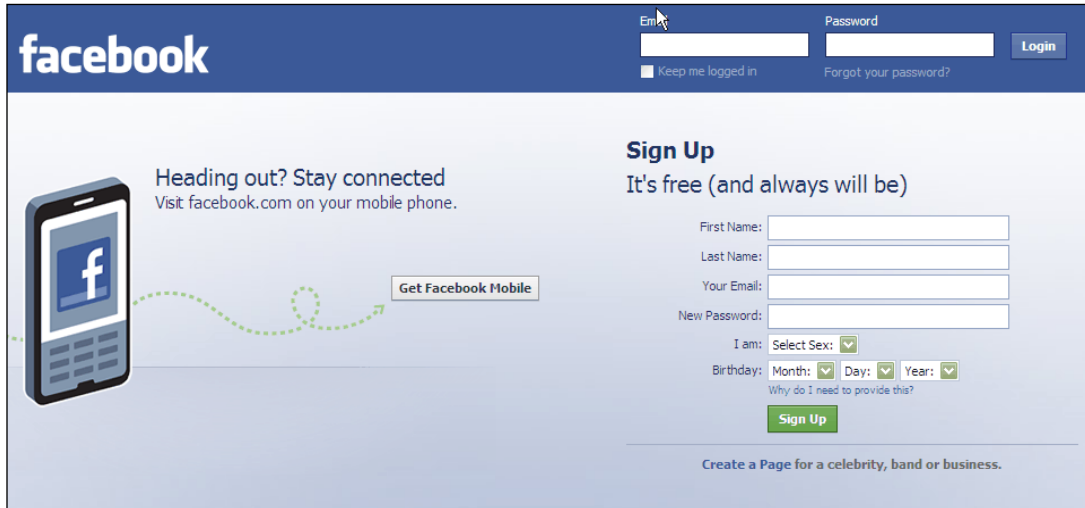 facebook
Email
Password
Login
Keep me logged in
Forgot your password?
Heading out? Stay connected
Visit facebook.com on your mobile phone.
f
Get Facebook Mobile
Sign Up
It's free (and always will be)
First Name:
Last Name:
Your Email:
New Password:
I am: Select Sex:
Birthday: Month: Day: Year:
Why do I need to provide this?
Sign Up
Create a Page for a celebrity, band or business.